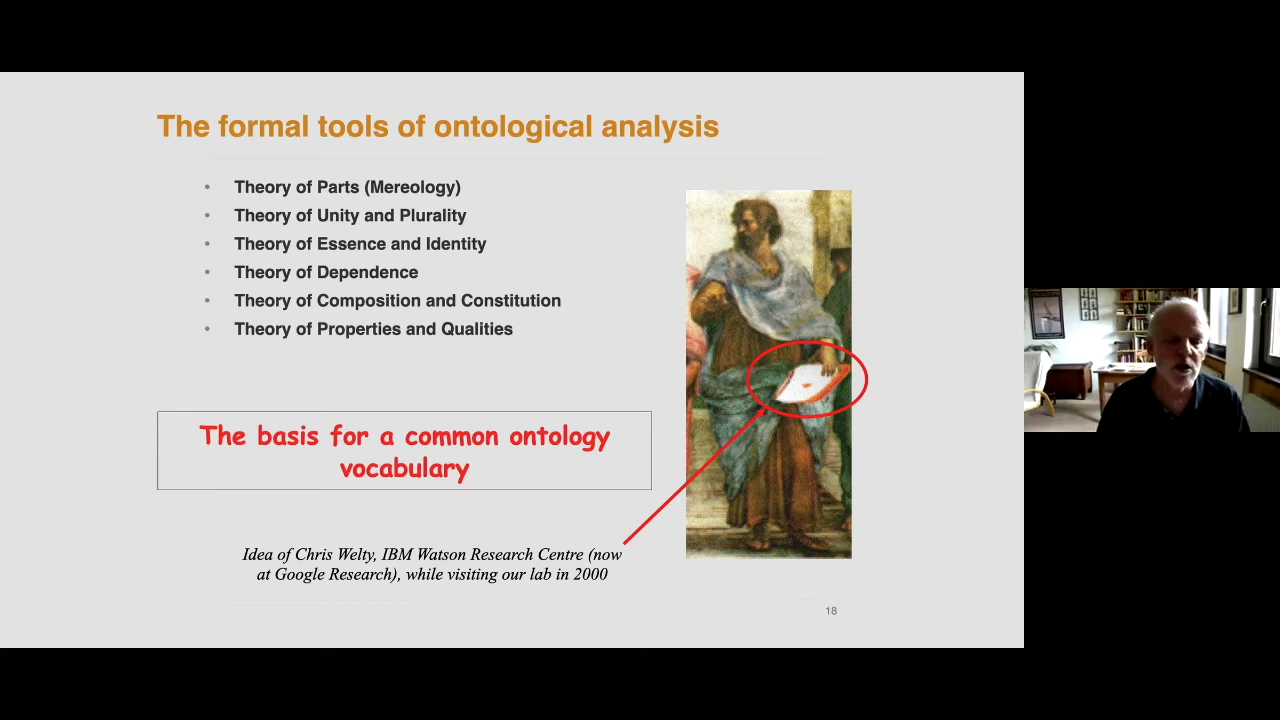 The formal tools of ontological analysis
• Theory of Parts (Mereology)
• Theory of Unity and Plurality
• Theory of Essence and Identity
• Theory of Dependence
• Theory of Composition and Constitution
• Theory of Properties and Qualities
The basis for a common ontology
vocabulary
Idea of Chris Welty, IBM Watson Research Centre (now
at Google Research), while visiting our lab in 2000
18